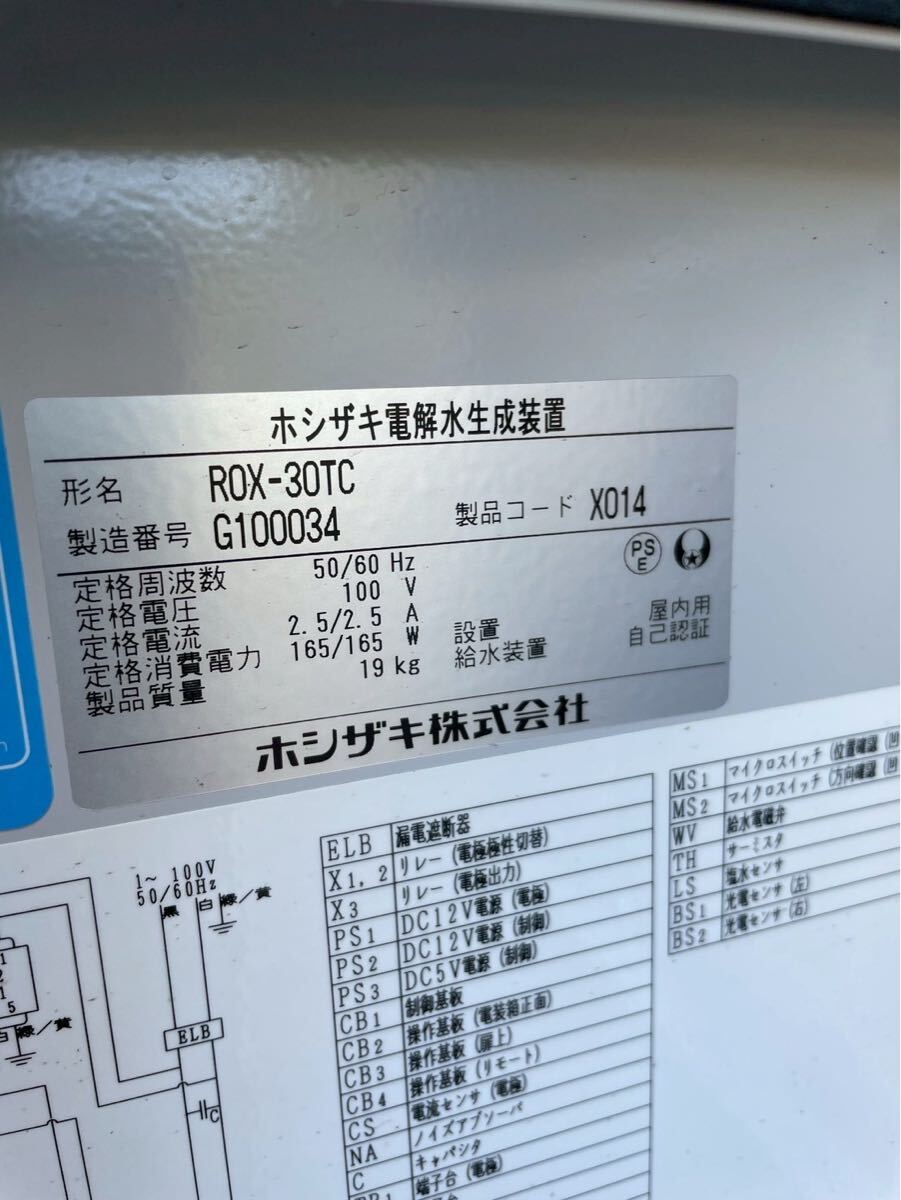 ホシザキ電解水生成装置
形名 ROX-30TC
製造番号 G100034 製品コード X014
定格周波数 50/60 Hz
定格電圧 100 V
定格電流 2.5/2.5 A
定格消費電力 165/165 W
製品質量 19 kg
PS
E
設置 屋内用
給水装置 自己認証
ホシザキ株式会社
1~ 100V
50/60Hz
黒 白 緑/黄
ELB
C
白 緑/黄
ELB 漏電遮断器
X1, 2 リレー (電極極性切替)
X3 リレー (電極出力)
PS1 DC12V電源 (電極)
PS2 DC12V電源 (制御)
PS3 DC5V電源 (制御)
CB1 制御基板
CB2 操作基板 (電装箱正面)
CB3 操作基板 (扉上)
CB4 操作基板 (リモート)
CS 電流センサ (電極)
NA ノイズアブソーバ
C キャパシタ
TB1 端子台 (電極)
MS1 マイクロスイッチ (位置確認 (凹
MS2 マイクロスイッチ (方向確認 (凹
WV 給水電磁弁
TH サーミスタ
LS 塩水センサ
BS1 光電センサ (左)
BS2 光電センサ (右)